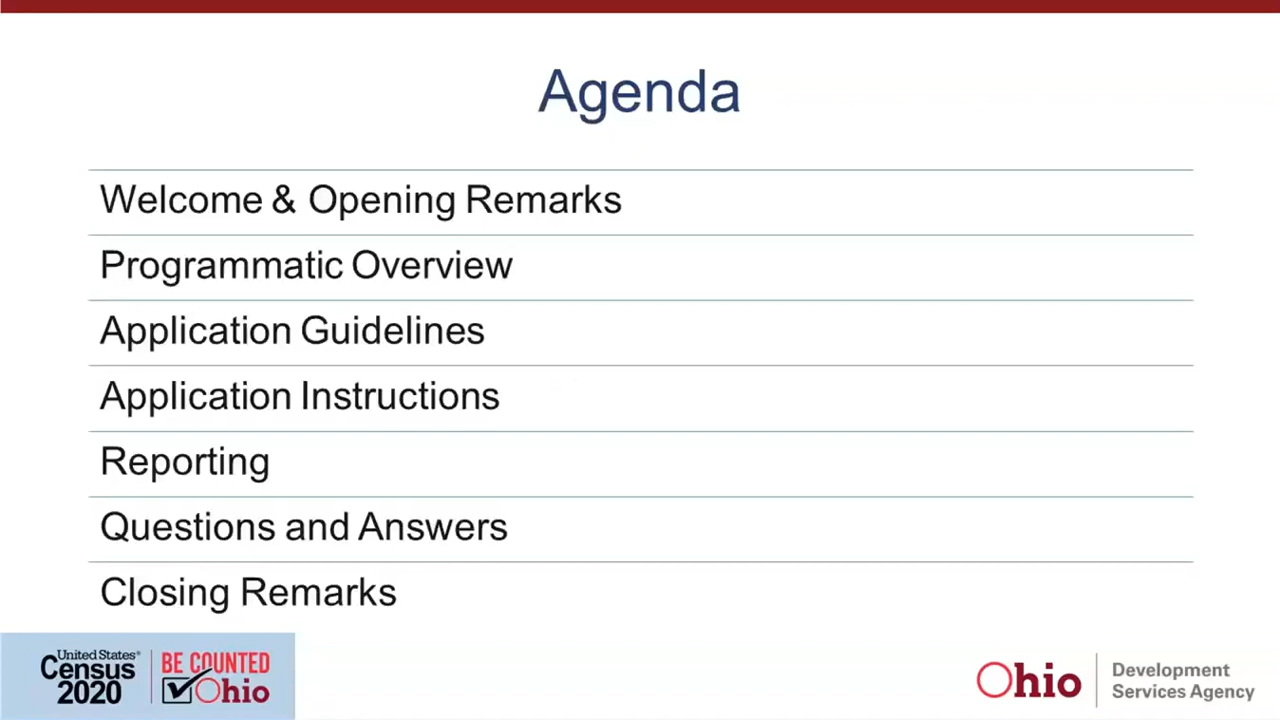 Agenda
Welcome & Opening Remarks
Programmatic Overview
Application Guidelines
Application Instructions
Reporting
Questions and Answers
Closing Remarks
United States®
Census
2020
BE COUNTED
Ohio
Ohio
Development
Services Agency